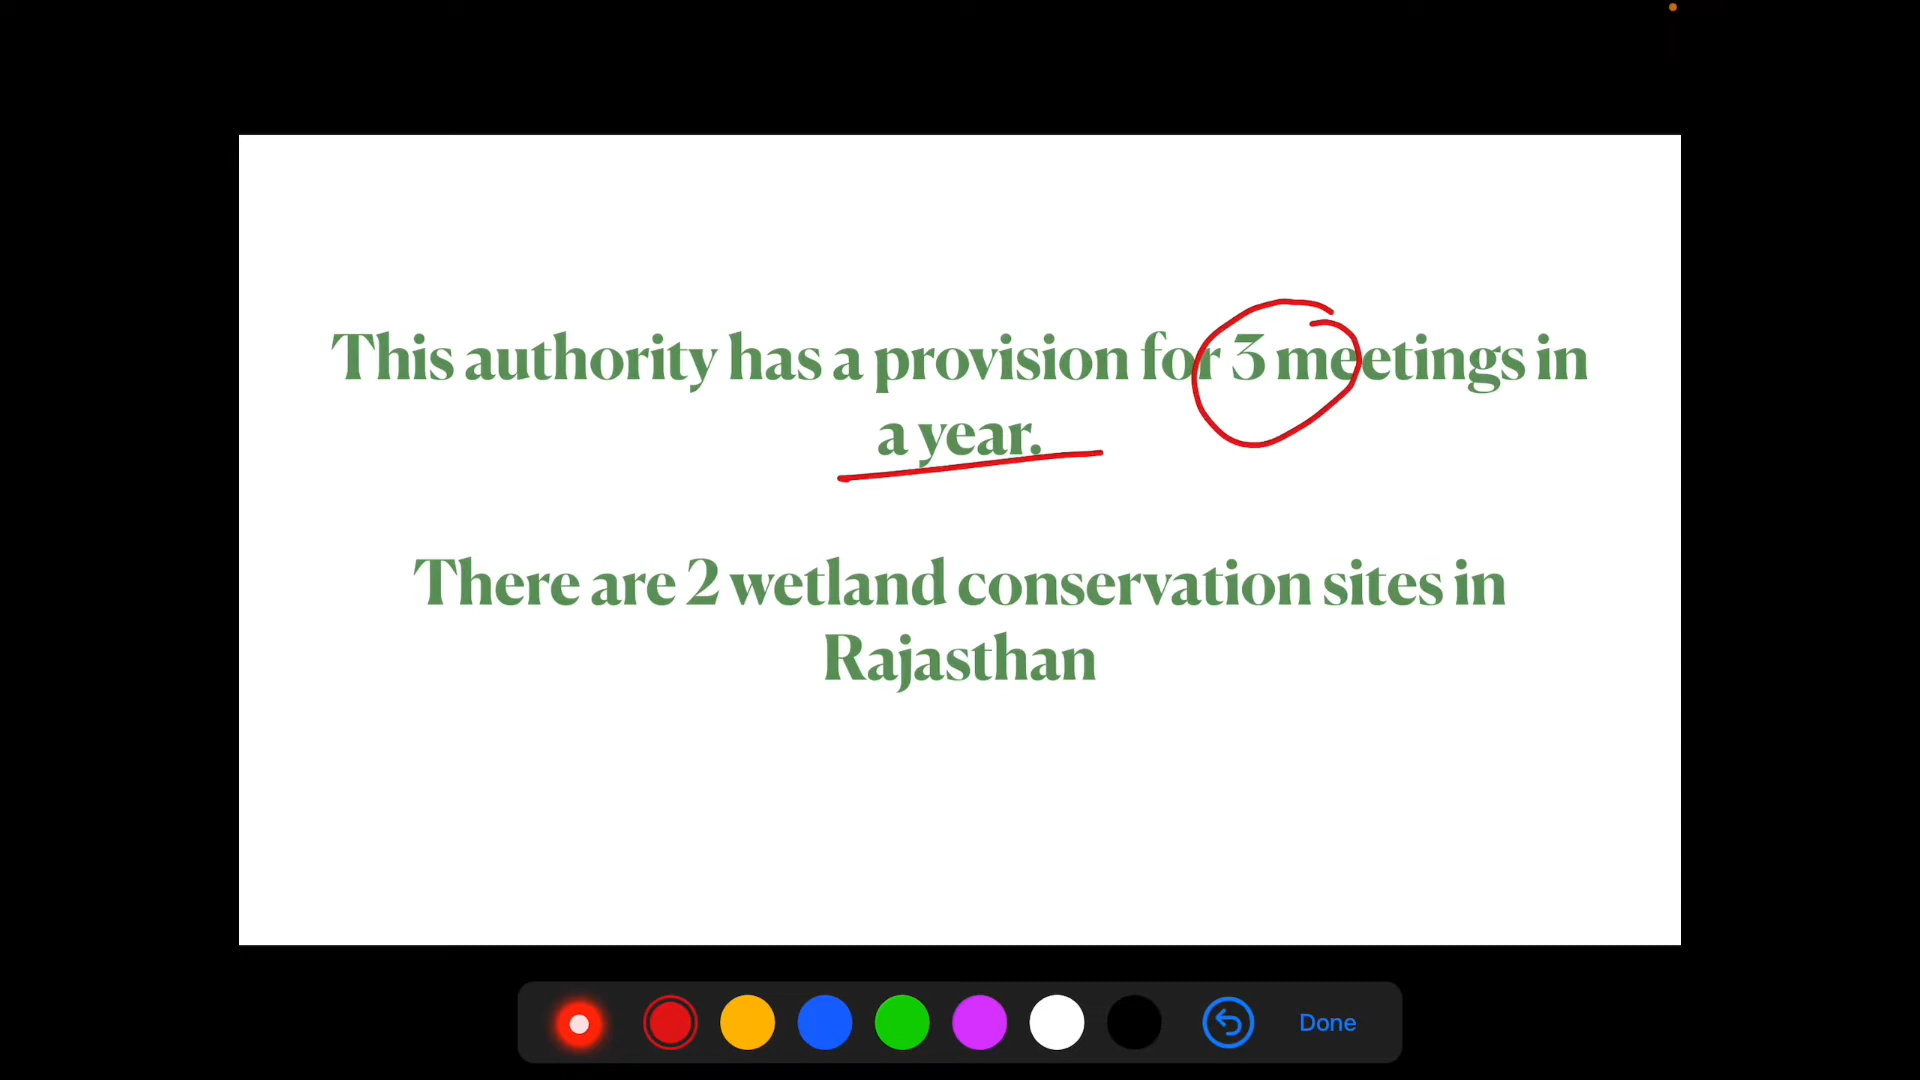 This authority has a provision for 3 meetings in
a year.
There are 2 wetland conservation sites in
Rajasthan
Done